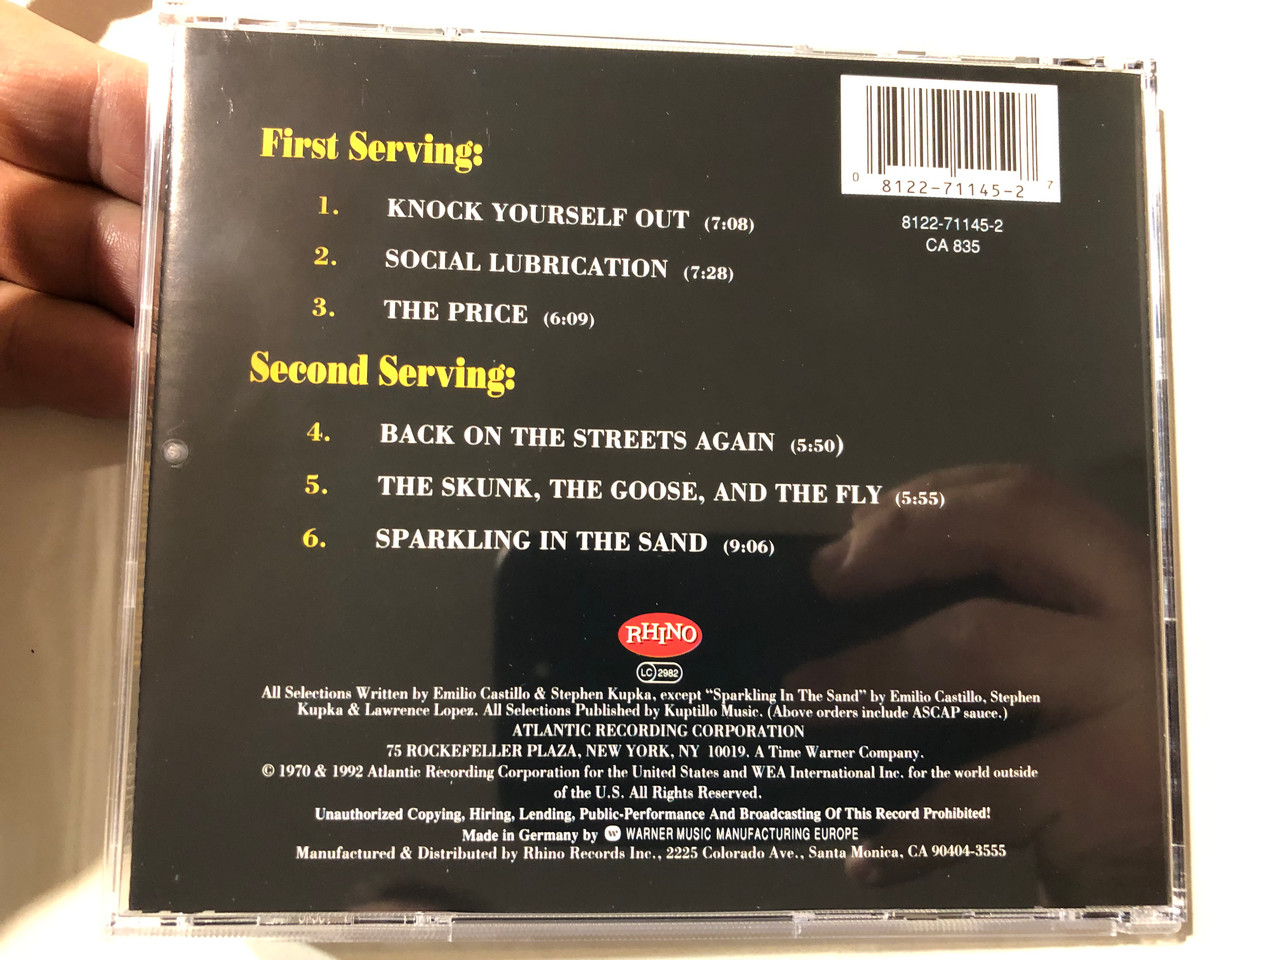 0 8122-71145-2 7
8122-71145-2
CA 835
First Serving:
1. KNOCK YOURSELF OUT (7:08)
2. SOCIAL LUBRICATION (7:28)
3. THE PRICE (6:09)
Second Serving:
4. BACK ON THE STREETS AGAIN (5:50)
5. THE SKUNK, THE GOOSE, AND THE FLY (5:55)
6. SPARKLING IN THE SAND (9:06)
RHINO
LC 2982
All Selections Written by Emilio Castillo & Stephen Kupka, except “Sparkling In The Sand” by Emilio Castillo, Stephen
Kupka & Lawrence Lopez. All Selections Published by Kuptillo Music. (Above orders include ASCAP sauce.)
ATLANTIC RECORDING CORPORATION
75 ROCKEFELLER PLAZA, NEW YORK, NY 10019. A Time Warner Company.
© 1970 & 1992 Atlantic Recording Corporation for the United States and WEA International Inc. for the world outside
of the U.S. All Rights Reserved.
Unauthorized Copying, Hiring, Lending, Public-Performance And Broadcasting Of This Record Prohibited!
Made in Germany by W WARNER MUSIC MANUFACTURING EUROPE
Manufactured & Distributed by Rhino Records Inc., 2225 Colorado Ave., Santa Monica, CA 90404-3555